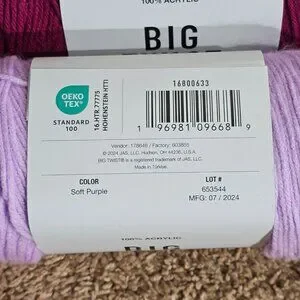 100% ACRYLIC
BIG
OEKO
TEX®
STANDARD
100
16.HTR.77775
HOHENSTEIN HTTI
16800633
1 96981 09668 9
Vendor: 178646 / Factory: 603855
© 2024 JAS, LLC, Hudson, OH 44236, U.S.A.
BIG TWIST® is a registered trademark of JAS, LLC.
Made in Türkiye.
COLOR
Soft Purple
LOT #
653544
MFG: 07 / 2024
100% ACRYLIC
BIG